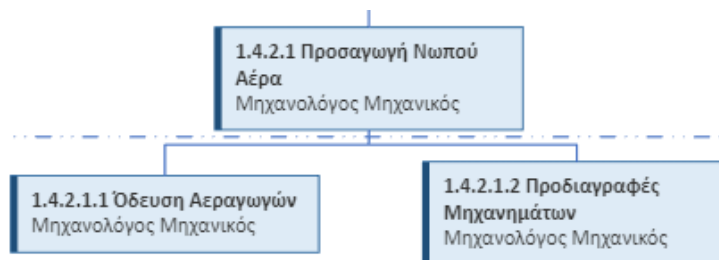 1.4.2.1 Προσαγωγή Νωπού
Αέρα
Μηχανολόγος Μηχανικός
1.4.2.1.1 Όδευση Αεραγωγών
Μηχανολόγος Μηχανικός
1.4.2.1.2 Προδιαγραφές
Μηχανημάτων
Μηχανολόγος Μηχανικός